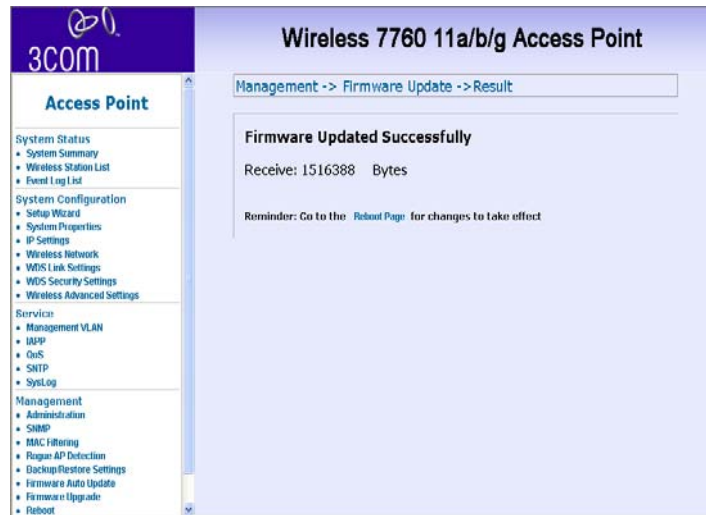 3COM
Wireless 7760 11a/b/g Access Point
Access Point
System Status
• System Summary
• Wireless Station List
• Event Log List
System Configuration
• Setup Wizard
• System Properties
• IP Settings
• Wireless Network
• WDS Link Settings
• WDS Security Settings
• Wireless Advanced Settings
Service
• Management VLAN
• IAPP
• QoS
• SNTP
• SysLog
Management
• Administration
• SNMP
• MAC Filtering
• Rogue AP Detection
• Backup/Restore Settings
• Firmware Auto Update
• Firmware Upgrade
• Reboot
Management -> Firmware Update ->Result
Firmware Updated Successfully
Receive: 1516388 Bytes
Reminder: Go to the Reboot Page for changes to take effect